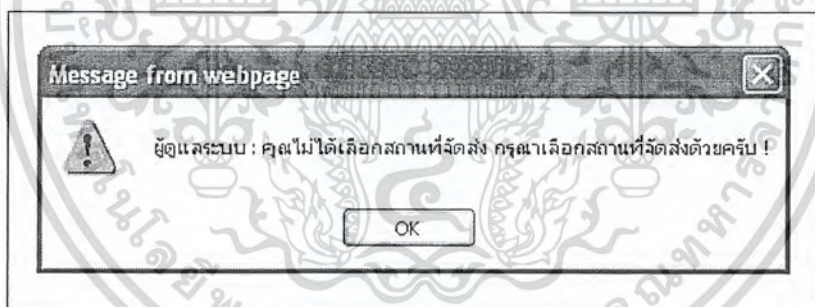 Message from webpage
ผู้ดูแลระบบ : คุณไม่ได้เลือกสถานที่จัดส่ง กรุณาเลือกสถานที่จัดส่งด้วยครับ !
OK